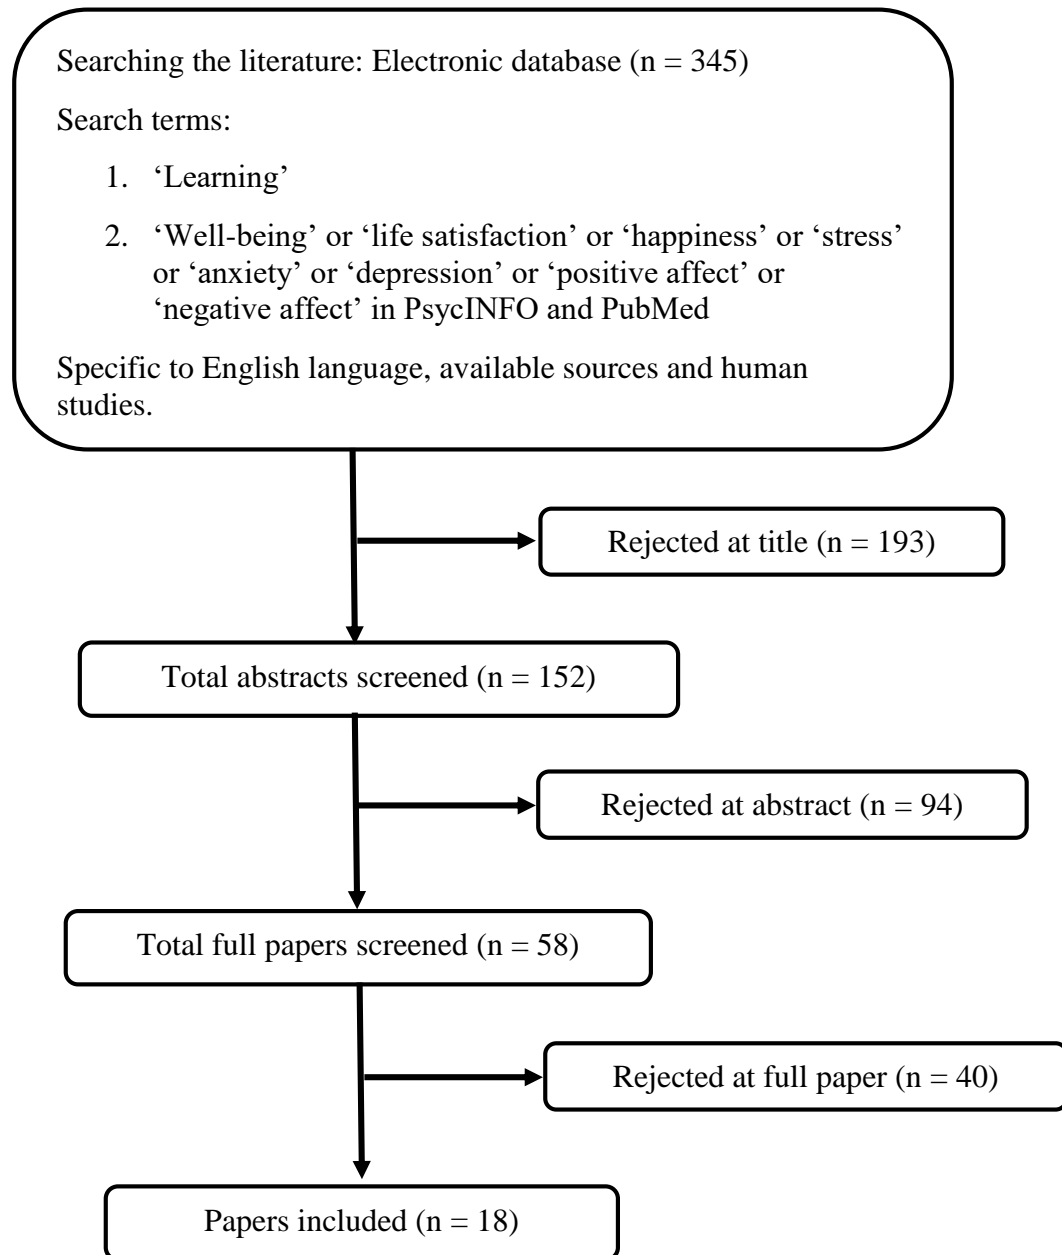 Searching the literature: Electronic database (n = 345)
Search terms:
1. ‘Learning’
2. ‘Well-being’ or ‘life satisfaction’ or ‘happiness’ or ‘stress’
or ‘anxiety’ or ‘depression’ or ‘positive affect’ or
‘negative affect’ in PsycINFO and PubMed
Specific to English language, available sources and human
studies.
Rejected at title (n = 193)
Total abstracts screened (n = 152)
Rejected at abstract (n = 94)
Total full papers screened (n = 58)
Rejected at full paper (n = 40)
Papers included (n = 18)